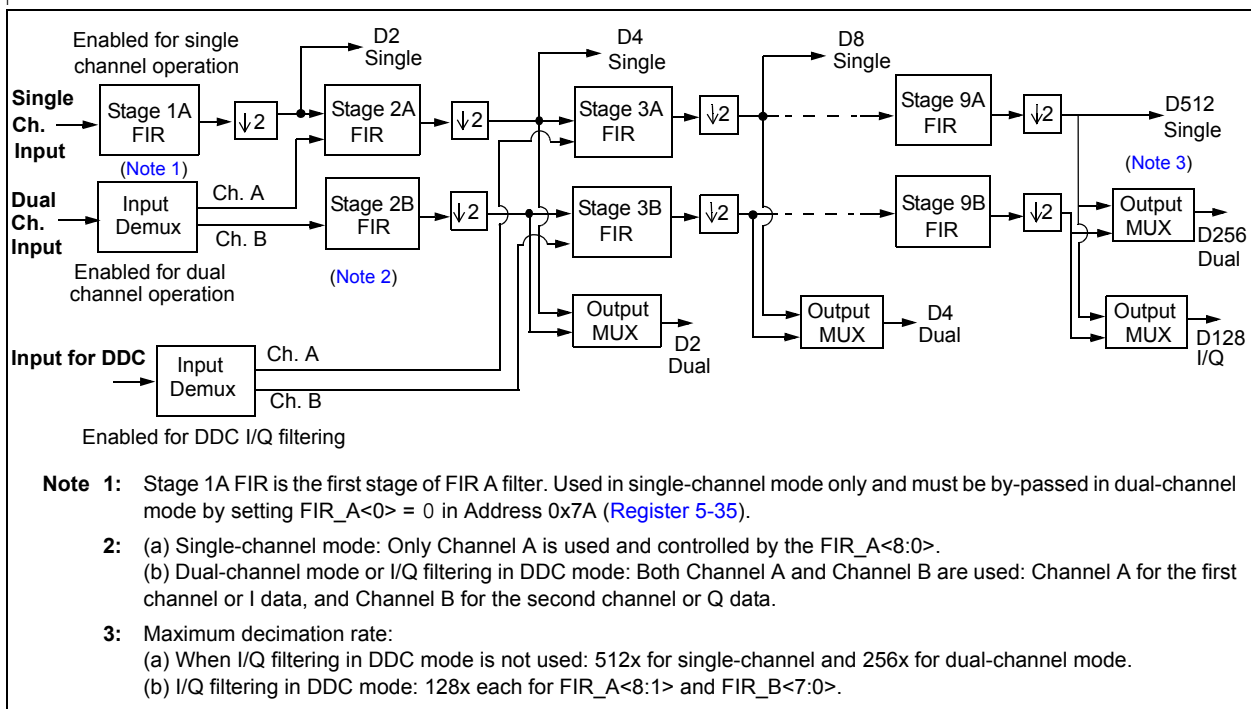 Enabled for single
channel operation
D2
Single
D4
Single
D8
Single
Single
Ch.
Input
Stage 1A
FIR
↓2
Stage 2A
FIR
↓2
Stage 3A
FIR
↓2
Stage 9A
FIR
↓2
D512
Single
(Note 1)
(Note 3)
Dual
Ch.
Input
Input
Demux
Ch. A
Ch. B
Stage 2B
FIR
↓2
Stage 3B
FIR
↓2
Stage 9B
FIR
↓2
Output
MUX
D256
Dual
Enabled for dual
channel operation
(Note 2)
Output
MUX
D2
Dual
Output
MUX
D4
Dual
Output
MUX
D128
I/Q
Input for DDC
Input
Demux
Ch. A
Ch. B
Enabled for DDC I/Q filtering
Note 1: Stage 1A FIR is the first stage of FIR A filter. Used in single-channel mode only and must be by-passed in dual-channel
mode by setting FIR_A<0> = 0 in Address 0x7A (Register 5-35).
2: (a) Single-channel mode: Only Channel A is used and controlled by the FIR_A<8:0>.
(b) Dual-channel mode or I/Q filtering in DDC mode: Both Channel A and Channel B are used: Channel A for the first
channel or I data, and Channel B for the second channel or Q data.
3: Maximum decimation rate:
(a) When I/Q filtering in DDC mode is not used: 512x for single-channel and 256x for dual-channel mode.
(b) I/Q filtering in DDC mode: 128x each for FIR_A<8:1> and FIR_B<7:0>.